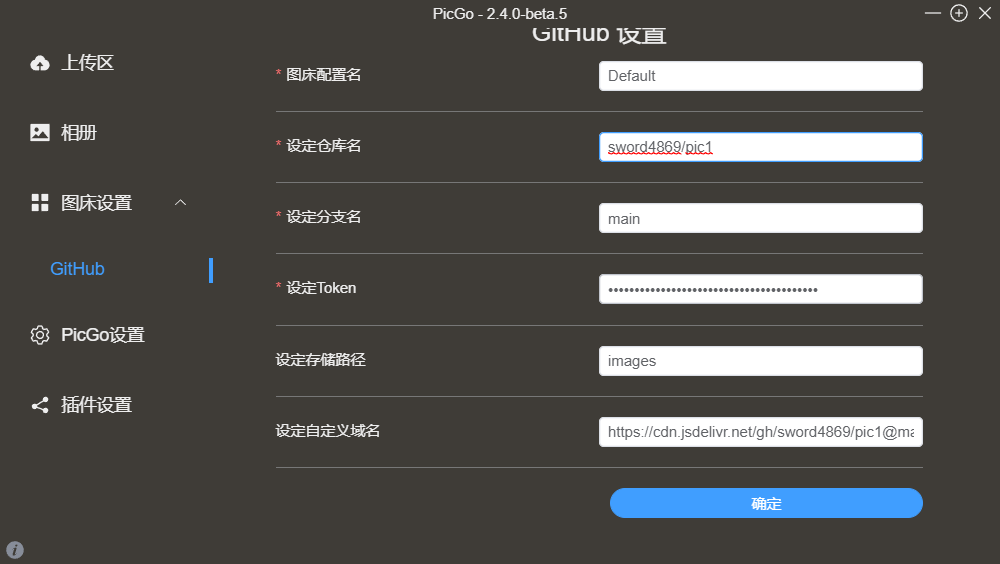 PicGo - 2.4.0-beta.5
GitHub 设置
上传区
相册
图床设置
GitHub
PicGo设置
插件设置
* 图床配置名
Default
* 设定仓库名
sword4869/pic1
* 设定分支名
main
* 设定Token
••••••••••••••••••••••••••••••••••••••••
设定存储路径
images
设定自定义域名
https://cdn.jsdelivr.net/gh/sword4869/pic1@ma
确定